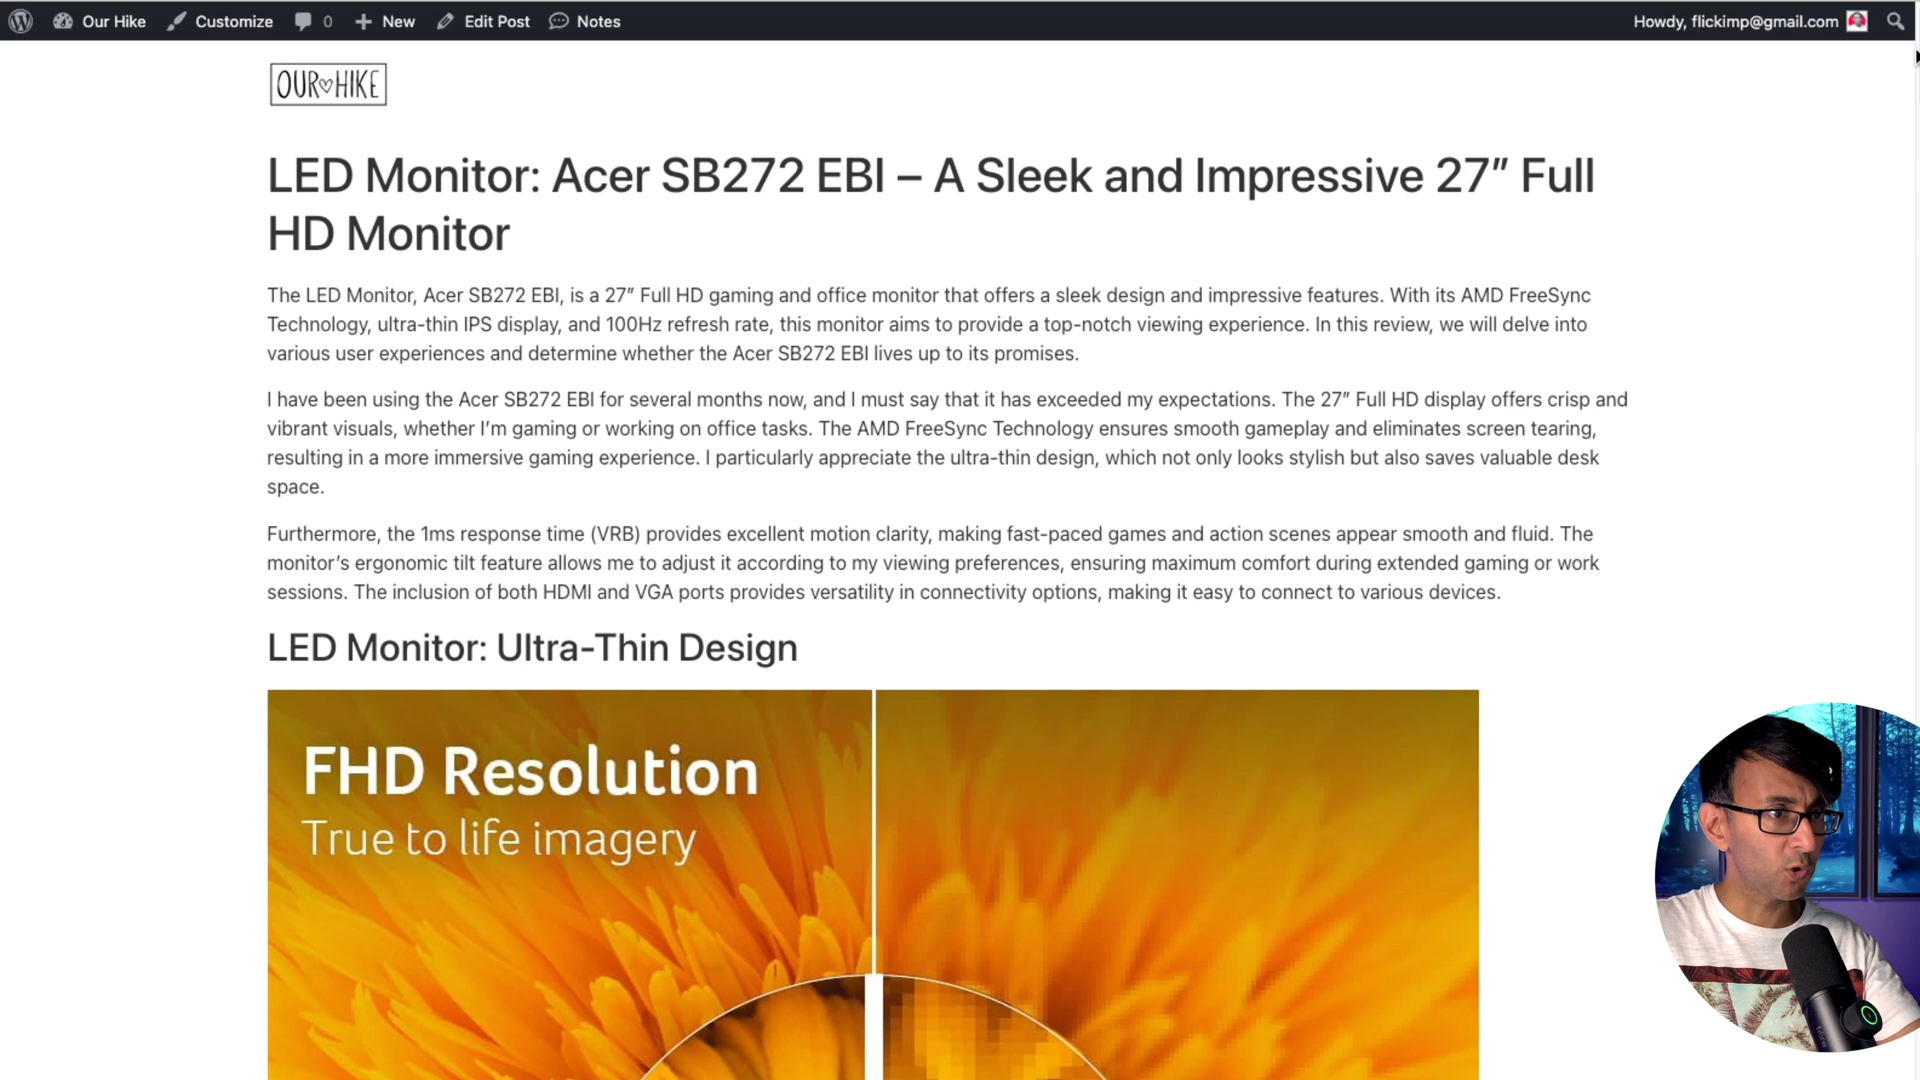 Our Hike Customize 0 New Edit Post Notes Howdy, flickimp@gmail.com
OUR HIKE
LED Monitor: Acer SB272 EBI – A Sleek and Impressive 27” Full
HD Monitor
The LED Monitor, Acer SB272 EBI, is a 27” Full HD gaming and office monitor that offers a sleek design and impressive features. With its AMD FreeSync
Technology, ultra-thin IPS display, and 100Hz refresh rate, this monitor aims to provide a top-notch viewing experience. In this review, we will delve into
various user experiences and determine whether the Acer SB272 EBI lives up to its promises.
I have been using the Acer SB272 EBI for several months now, and I must say that it has exceeded my expectations. The 27” Full HD display offers crisp and
vibrant visuals, whether I’m gaming or working on office tasks. The AMD FreeSync Technology ensures smooth gameplay and eliminates screen tearing,
resulting in a more immersive gaming experience. I particularly appreciate the ultra-thin design, which not only looks stylish but also saves valuable desk
space.
Furthermore, the 1ms response time (VRB) provides excellent motion clarity, making fast-paced games and action scenes appear smooth and fluid. The
monitor’s ergonomic tilt feature allows me to adjust it according to my viewing preferences, ensuring maximum comfort during extended gaming or work
sessions. The inclusion of both HDMI and VGA ports provides versatility in connectivity options, making it easy to connect to various devices.
LED Monitor: Ultra-Thin Design
FHD Resolution
True to life imagery